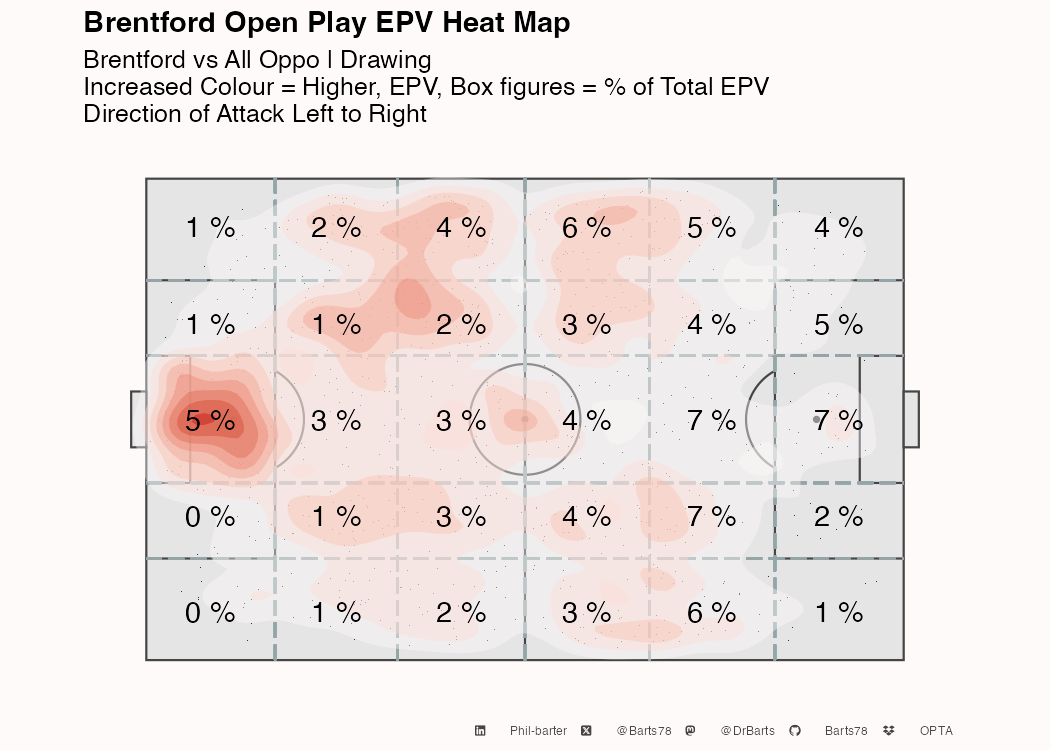 Brentford Open Play EPV Heat Map
Brentford vs All Oppo | Drawing
Increased Colour = Higher, EPV, Box figures = % of Total EPV
Direction of Attack Left to Right
1 % 2 % 4 % 6 % 5 % 4 %
1 % 1 % 2 % 3 % 4 % 5 %
5 % 3 % 3 % 4 % 7 % 7 %
0 % 1 % 3 % 4 % 7 % 2 %
0 % 1 % 2 % 3 % 6 % 1 %
Phil-barter @Barts78 @DrBarts Barts78 OPTA